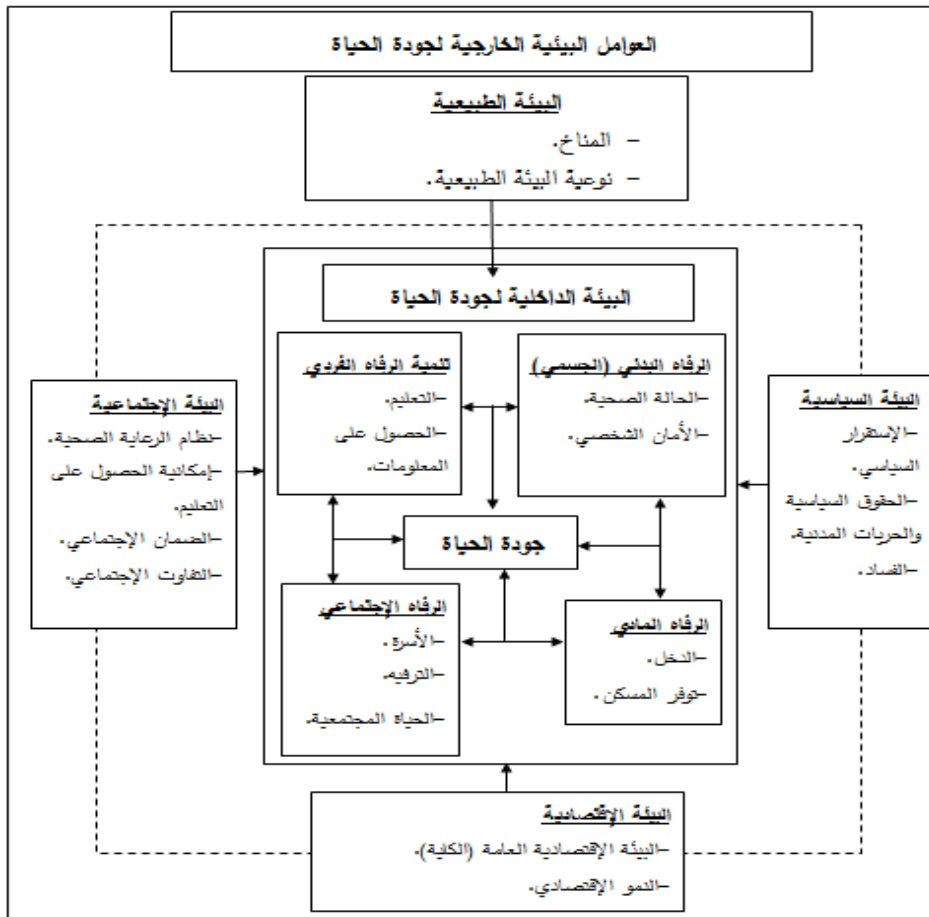 العوامل البيئية الخارجية لجودة الحياة
البيئة الطبيعية
– المناخ.
– نوعية البيئة الطبيعية.
البيئة الداخلية لجودة الحياة
الرفاه البدني (الجسمي)
–الحالة الصحية.
–الأمان الشخصي.
تنمية الرفاه الفردي
–التعليم.
–الحصول على
المعلومات.
البيئة السياسية
–الإستقرار
السياسي.
–الحقوق السياسية
والحريات المدنية.
–الفساد.
البيئة الإجتماعية
–نظام الرعاية الصحية.
–إمكانية الحصول على
التعليم.
–الضمان الإجتماعي.
–التفاوت الإجتماعي.
جودة الحياة
الرفاه المادي
–الدخل.
–توفر المسكن.
الرفاه الإجتماعي
–الأسرة.
–الترفيه.
–الحياة المجتمعية.
البيئة الإقتصادية
–البيئة الإقتصادية العامة (الكلية).
–النمو الإقتصادي.